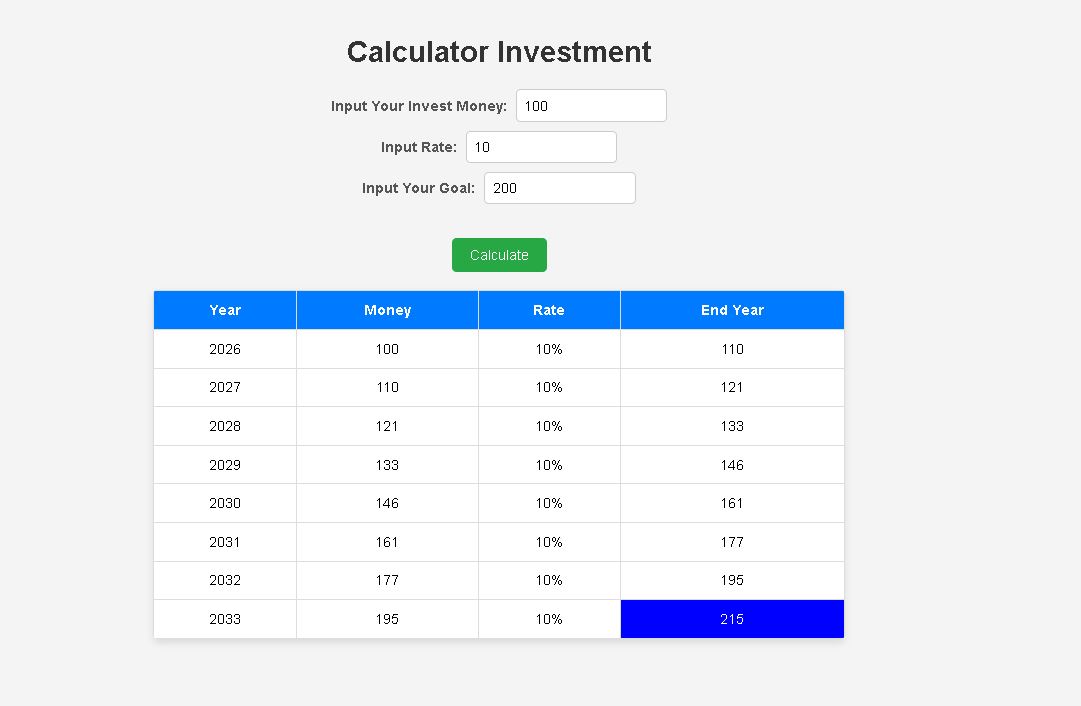 Calculator Investment
Input Your Invest Money: 100
Input Rate: 10
Input Your Goal: 200
Calculate
Year Money Rate End Year
2026 100 10% 110
2027 110 10% 121
2028 121 10% 133
2029 133 10% 146
2030 146 10% 161
2031 161 10% 177
2032 177 10% 195
2033 195 10% 215